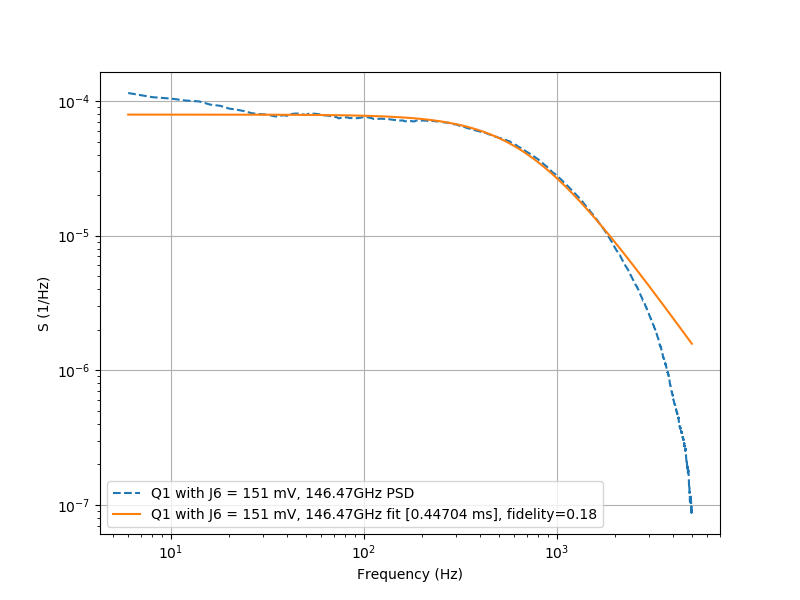 10⁻⁴
10⁻⁵
10⁻⁶
10⁻⁷
S (1/Hz)
Q1 with J6 = 151 mV, 146.47GHz PSD
Q1 with J6 = 151 mV, 146.47GHz fit [0.44704 ms], fidelity=0.18
10¹ 10² 10³
Frequency (Hz)